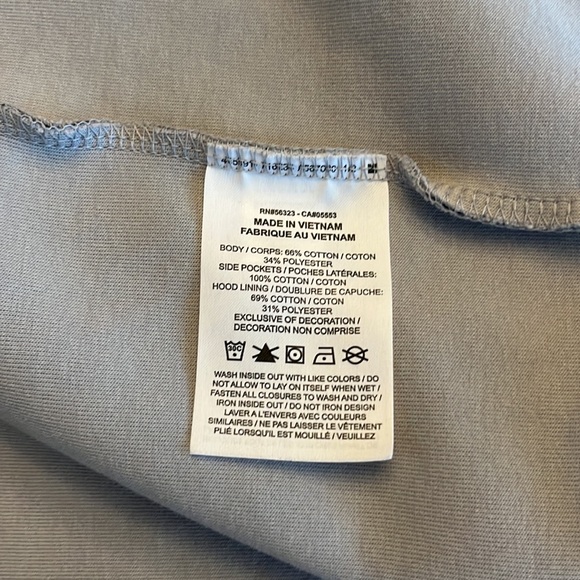 RN#56323 - CA#05553
MADE IN VIETNAM
FABRIQUE AU VIETNAM
BODY / CORPS: 66% COTTON / COTON
34% POLYESTER
SIDE POCKETS / POCHES LATÉRALES:
100% COTTON / COTON
HOOD LINING / DOUBLURE DE CAPUCHE:
69% COTTON / COTON
31% POLYESTER
EXCLUSIVE OF DECORATION /
DECORATION NON COMPRISE
30C
WASH INSIDE OUT WITH LIKE COLORS / DO
NOT ALLOW TO LAY ON ITSELF WHEN WET /
FASTEN ALL CLOSURES TO WASH AND DRY /
IRON INSIDE OUT / DO NOT IRON DESIGN
LAVER A L'ENVERS AVEC COULEURS
SIMILAIRES / NE PAS LAISSER LE VÊTEMENT
PLIÉ LORSQU'IL EST MOUILLÉ / VEUILLEZ